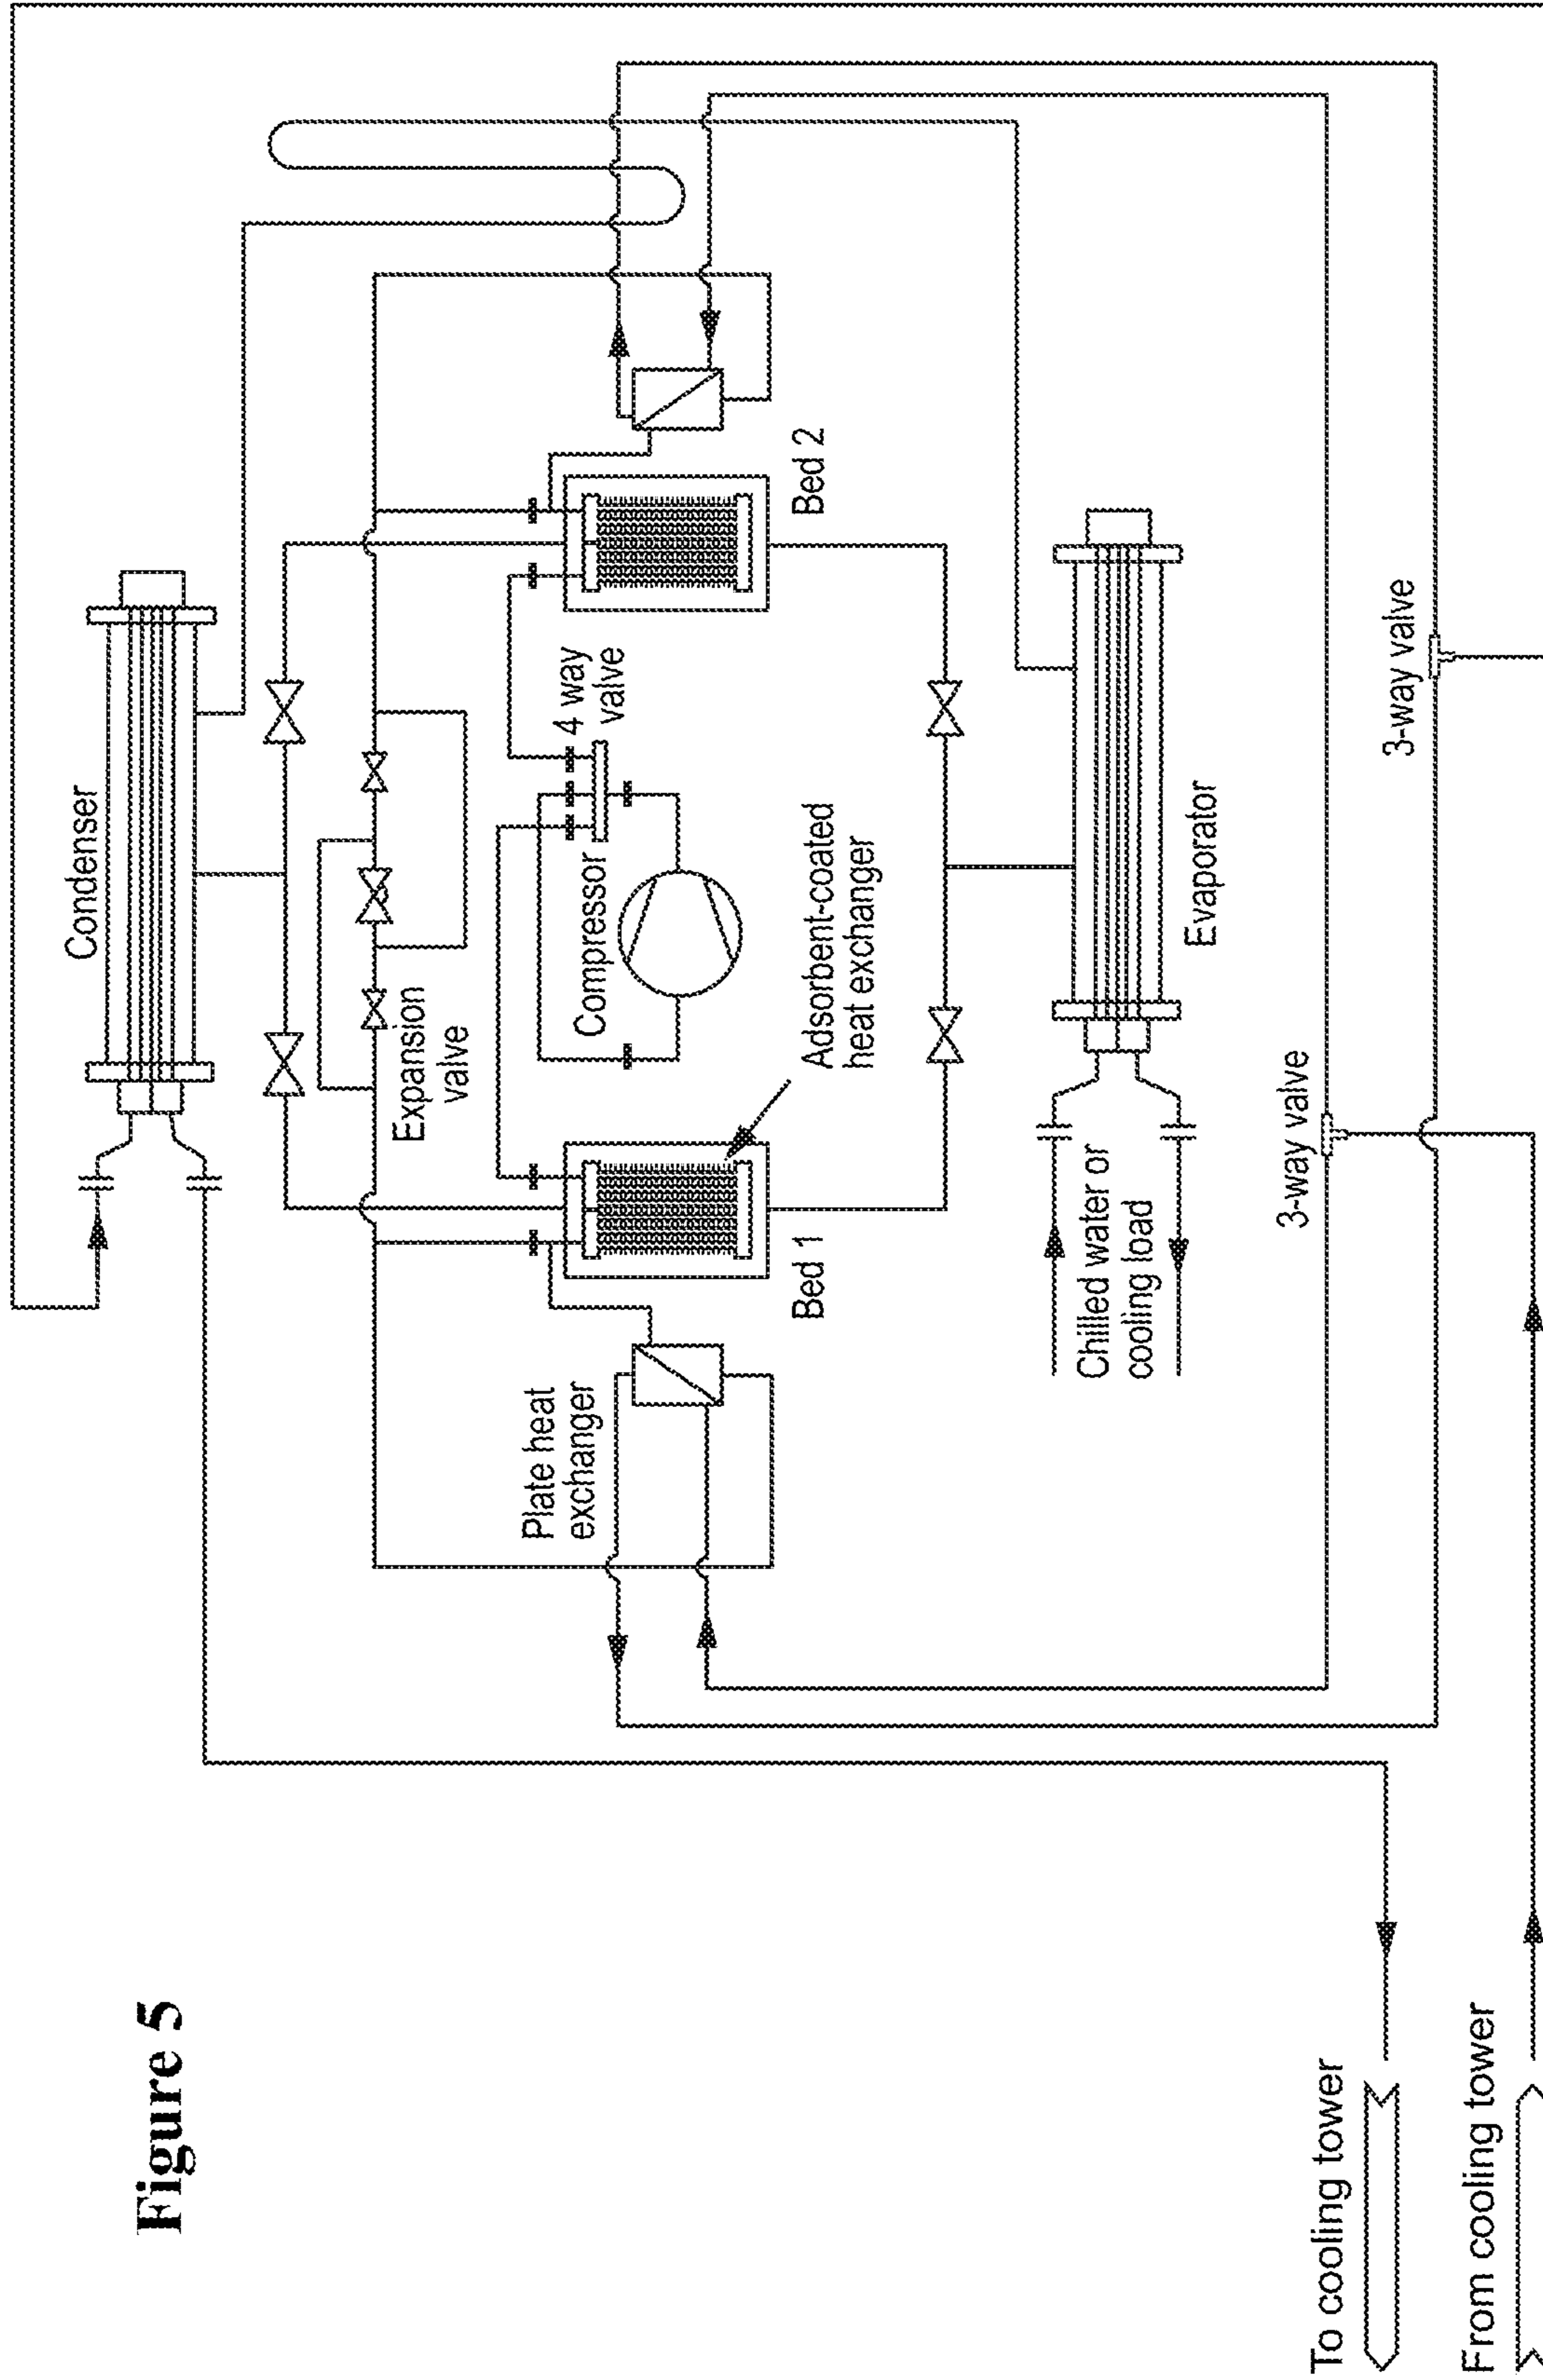 Figure 5
Condenser
Expansion
valve
4 way
valve
Compressor
Plate heat
exchanger
Bed 1
Bed 2
Adsorbent-coated
heat exchanger
Chilled water or
cooling load
Evaporator
3-way valve
3-way valve
To cooling tower
From cooling tower